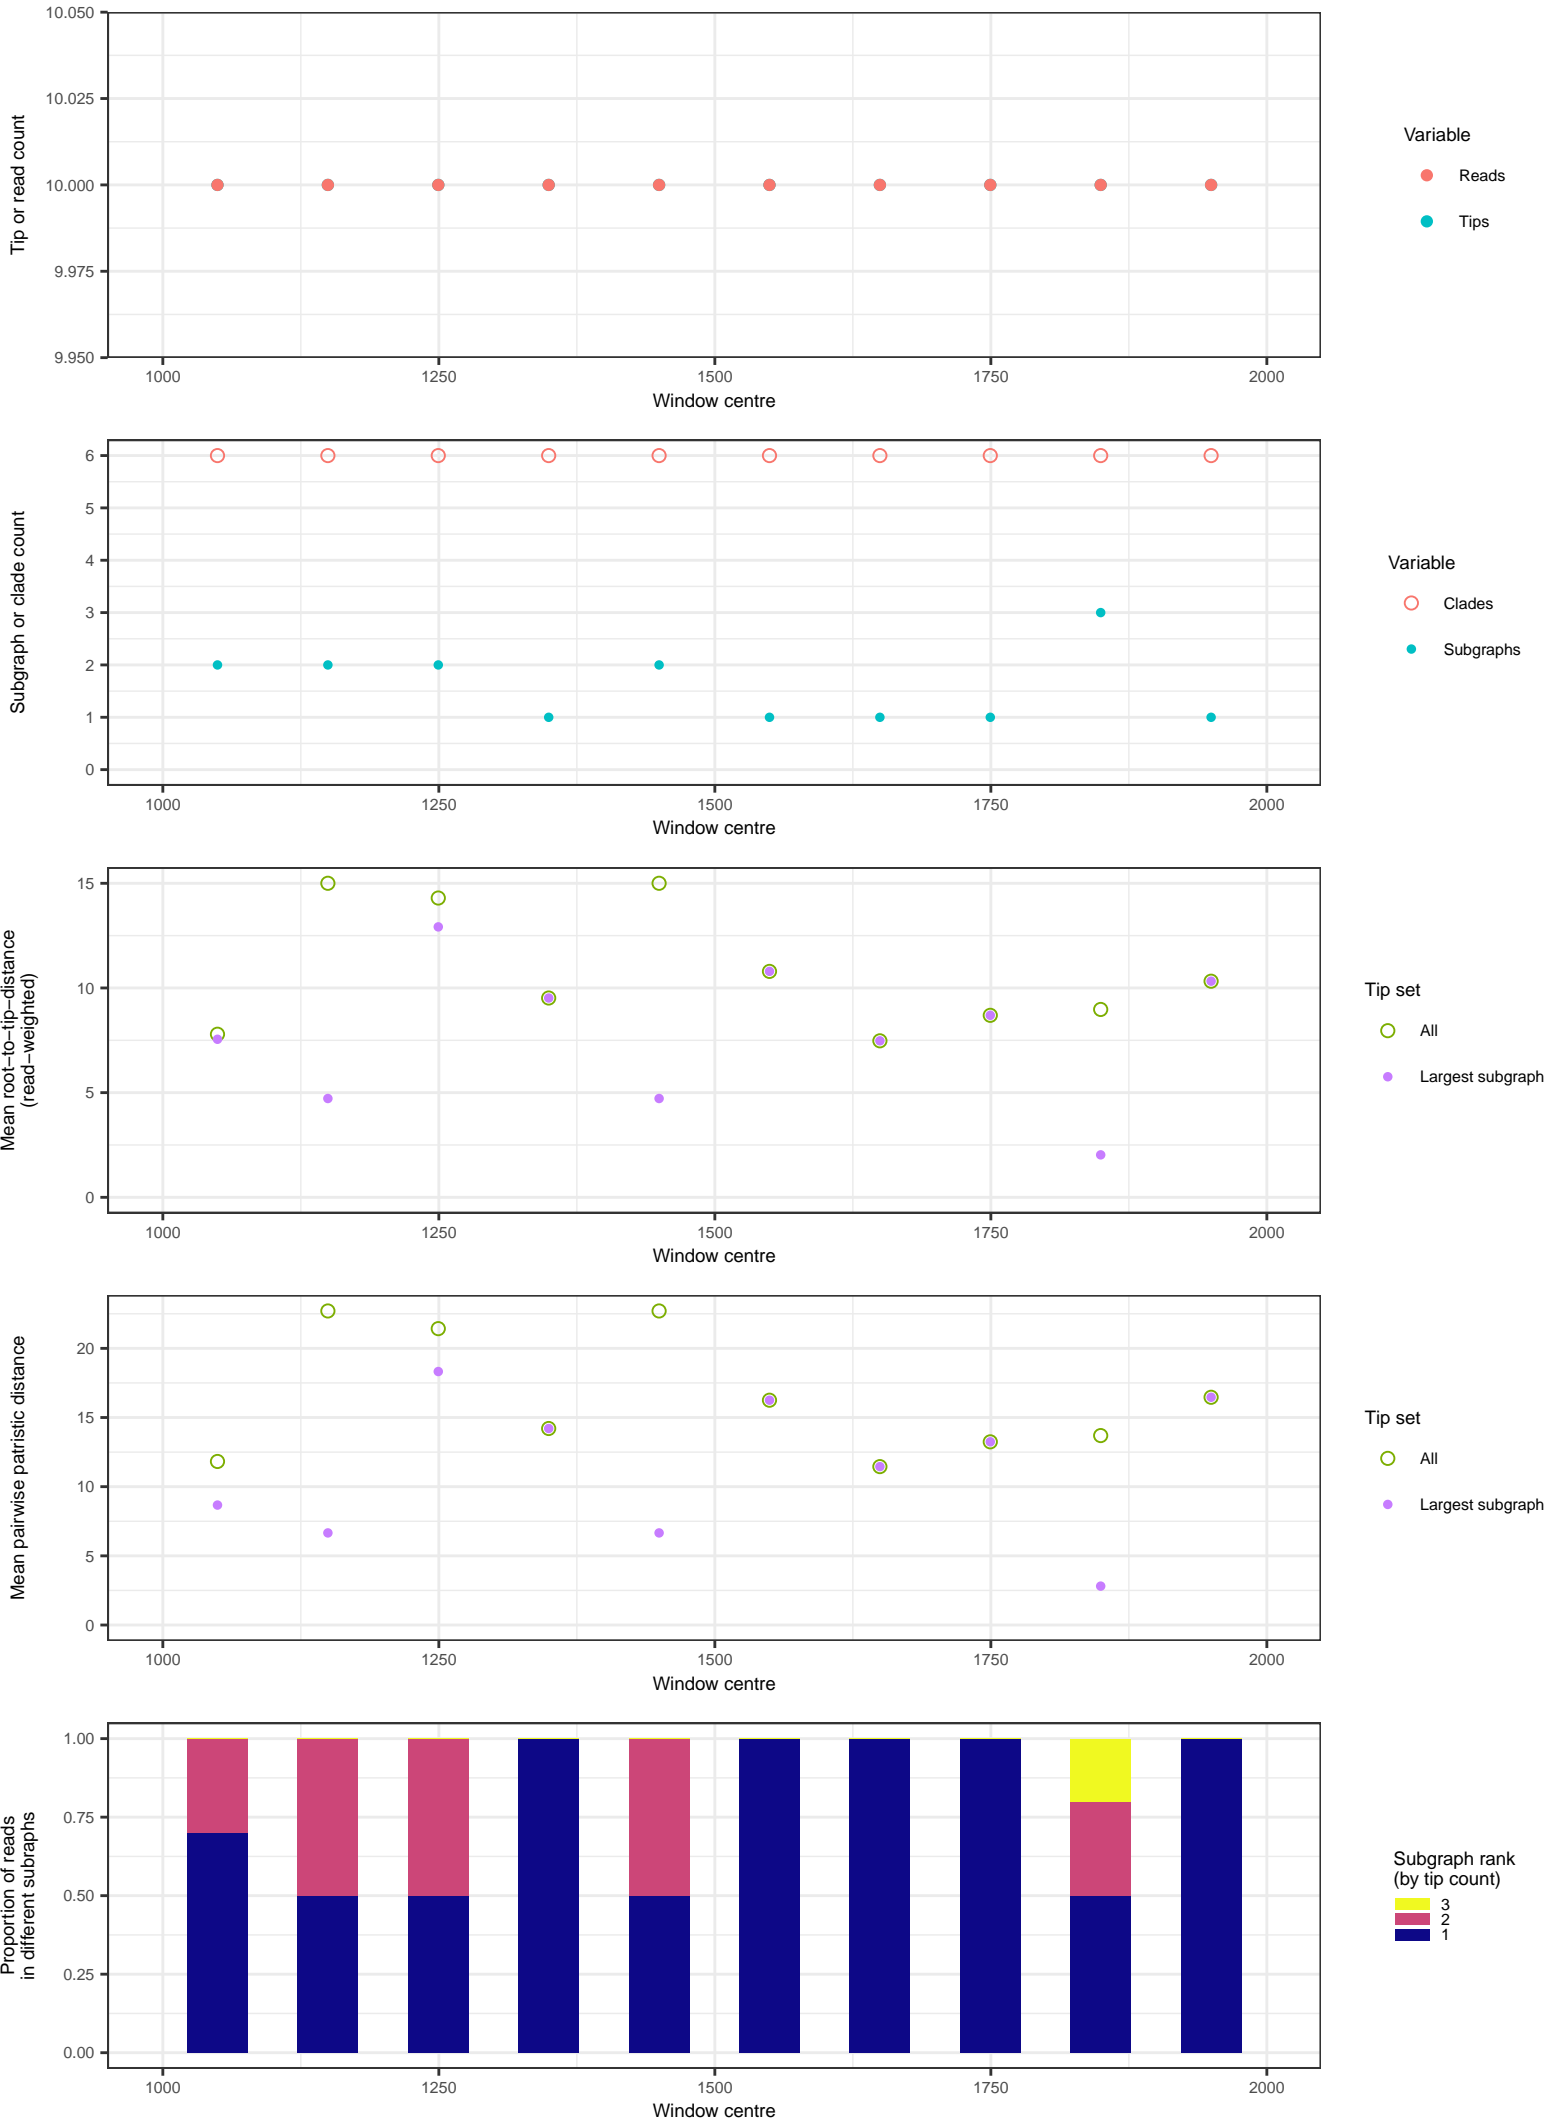 10.050
10.025
10.000
9.975
9.950
Tip or read count
1000 1250 1500 1750 2000
Window centre
Variable
Reads
Tips
6
5
4
3
2
1
0
Subgraph or clade count
1000 1250 1500 1750 2000
Window centre
Variable
Clades
Subgraphs
15
10
5
0
Mean root−to−tip−distance
(read−weighted)
1000 1250 1500 1750 2000
Window centre
Tip set
All
Largest subgraph
20
15
10
5
0
Mean pairwise patristic distance
1000 1250 1500 1750 2000
Window centre
Tip set
All
Largest subgraph
1.00
0.75
0.50
0.25
0.00
Proportion of reads
in different subraphs
1000 1250 1500 1750 2000
Window centre
Subgraph rank
(by tip count)
3
2
1